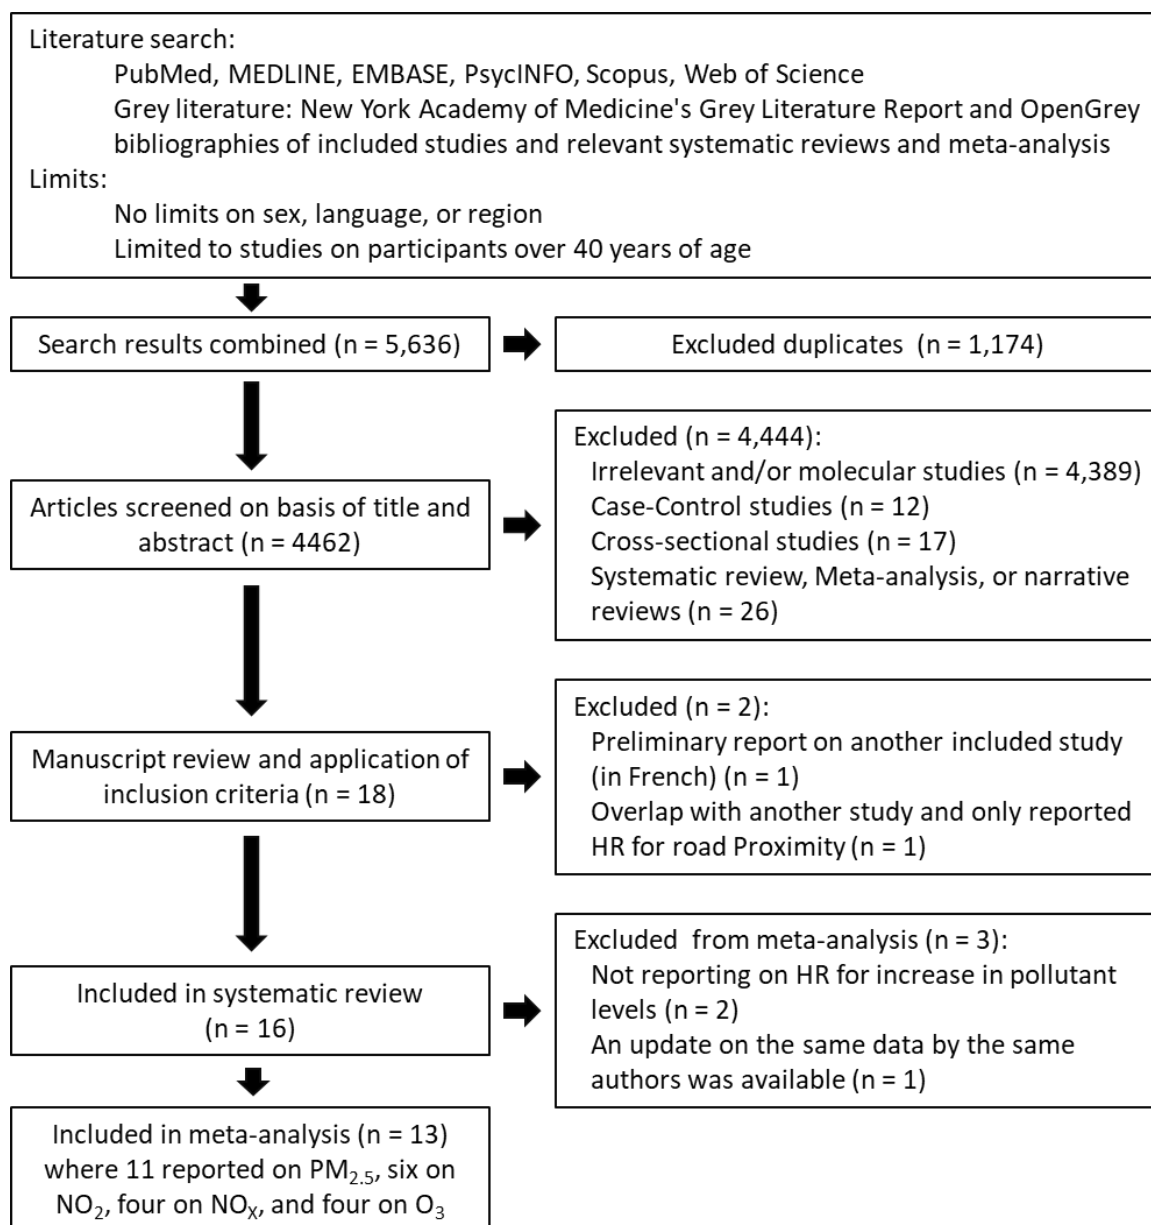 Literature search:
PubMed, MEDLINE, EMBASE, PsycINFO, Scopus, Web of Science
Grey literature: New York Academy of Medicine's Grey Literature Report and OpenGrey
bibliographies of included studies and relevant systematic reviews and meta-analysis
Limits:
No limits on sex, language, or region
Limited to studies on participants over 40 years of age
Search results combined (n = 5,636)
Excluded duplicates (n = 1,174)
Articles screened on basis of title and
abstract (n = 4462)
Excluded (n = 4,444):
Irrelevant and/or molecular studies (n = 4,389)
Case-Control studies (n = 12)
Cross-sectional studies (n = 17)
Systematic review, Meta-analysis, or narrative
reviews (n = 26)
Manuscript review and application of
inclusion criteria (n = 18)
Excluded (n = 2):
Preliminary report on another included study
(in French) (n = 1)
Overlap with another study and only reported
HR for road Proximity (n = 1)
Included in systematic review
(n = 16)
Excluded from meta-analysis (n = 3):
Not reporting on HR for increase in pollutant
levels (n = 2)
An update on the same data by the same
authors was available (n = 1)
Included in meta-analysis (n = 13)
where 11 reported on PM2.5, six on
NO2, four on NOX, and four on O3